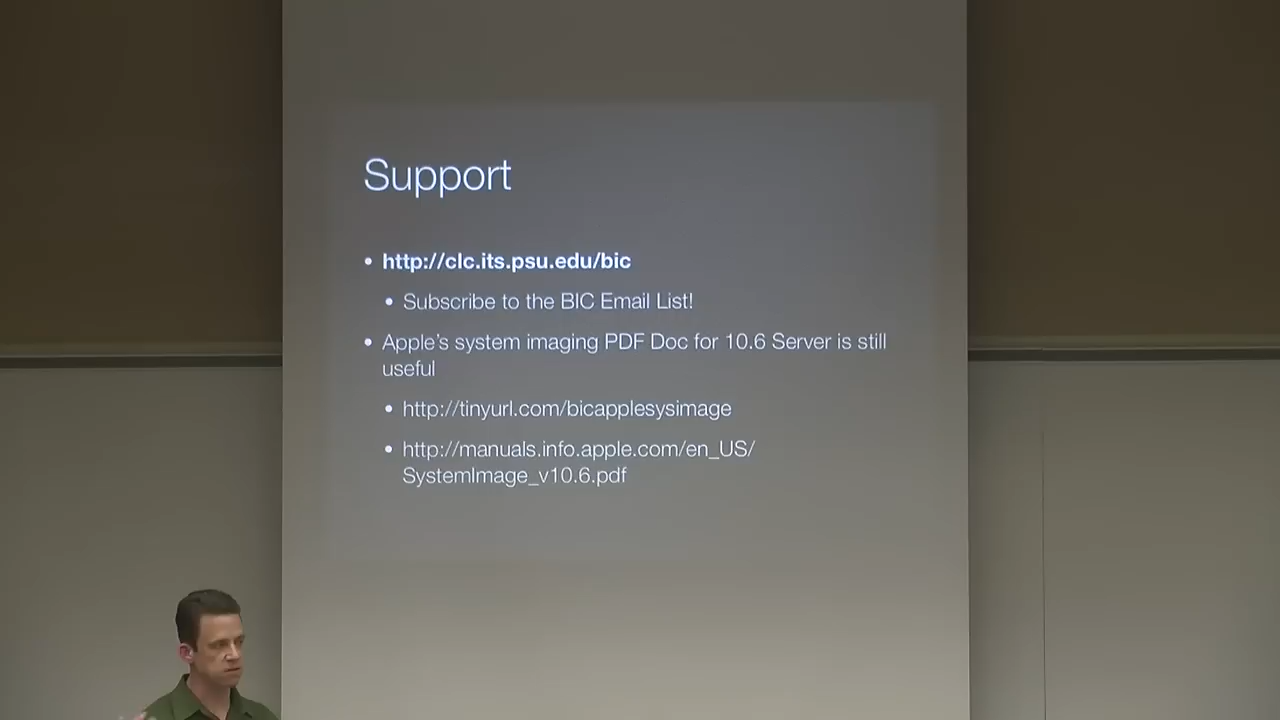 Support
• http://clc.its.psu.edu/bic
• Subscribe to the BIC Email List!
• Apple's system imaging PDF Doc for 10.6 Server is still
useful
• http://tinyurl.com/bicapplesysimage
• http://manuals.info.apple.com/en_US/
SystemImage_v10.6.pdf